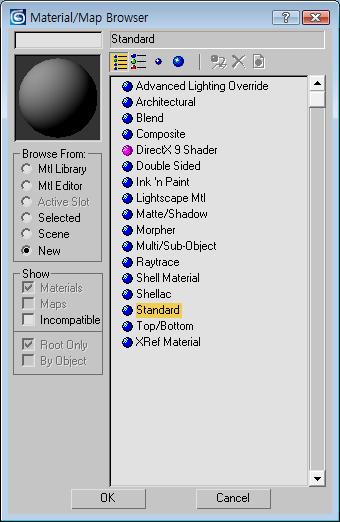 Material/Map Browser
Standard
Browse From:
Mtl Library
Mtl Editor
Active Slot
Selected
Scene
New
Show
Materials
Maps
Incompatible
Root Only
By Object
Advanced Lighting Override
Architectural
Blend
Composite
DirectX 9 Shader
Double Sided
Ink 'n Paint
Lightscape Mtl
Matte/Shadow
Morpher
Multi/Sub-Object
Raytrace
Shell Material
Shellac
Standard
Top/Bottom
XRef Material
OK
Cancel